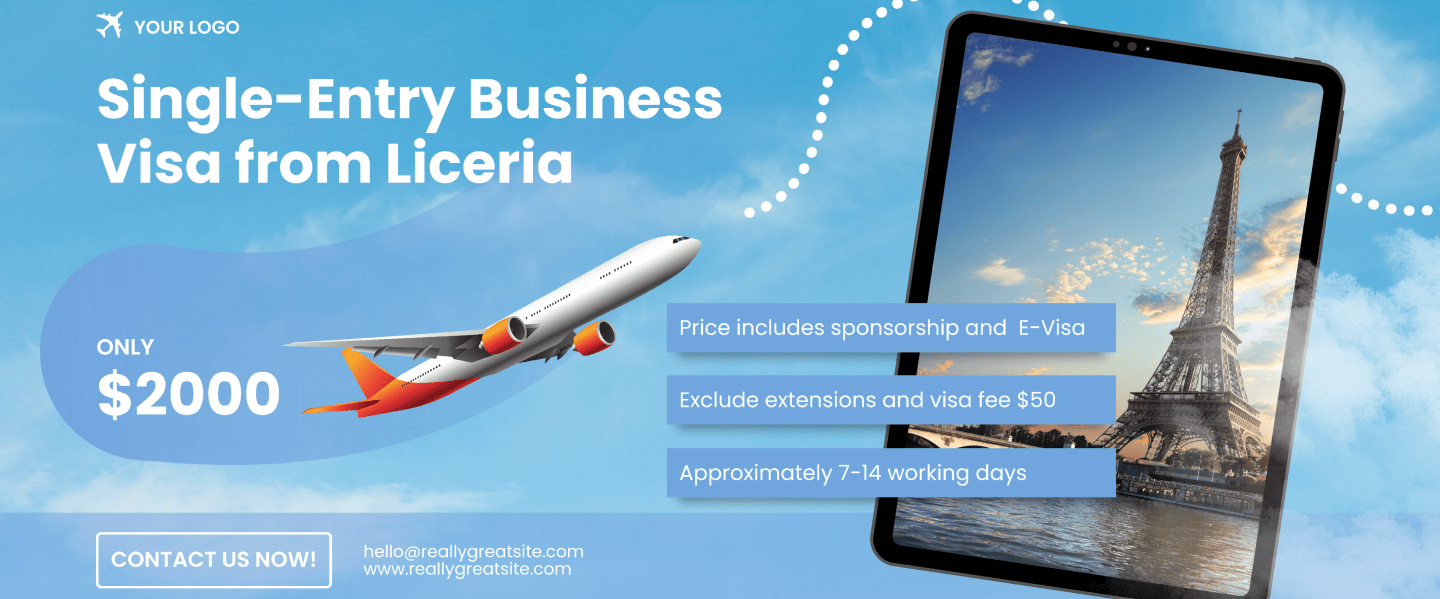 YOUR LOGO
Single-Entry Business
Visa from Liceria
ONLY
$2000
Price includes sponsorship and  E-Visa
Exclude extensions and visa fee $50
Approximately 7-14 working days
CONTACT US NOW!
hello@reallygreatsite.com
www.reallygreatsite.com